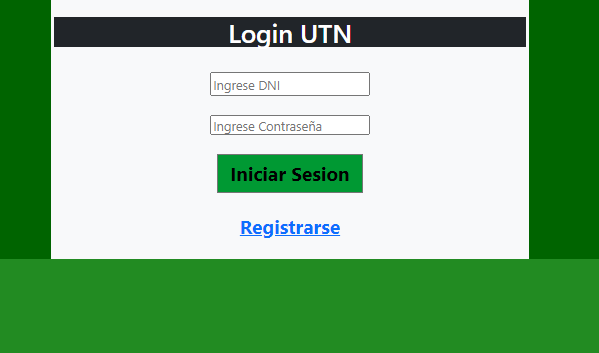 Login UTN
Ingrese DNI
Ingrese Contraseña
Iniciar Sesion
Registrarse